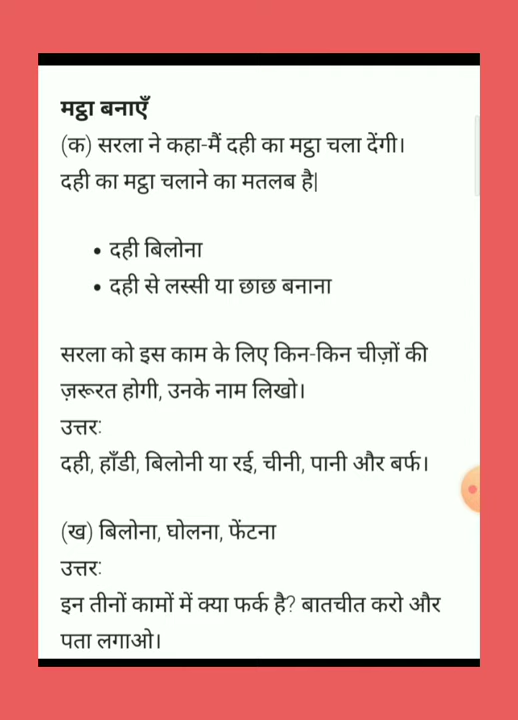 मट्ठा बनाएँ
(क) सरला ने कहा-मैं दही का मट्ठा चला देंगी।
दही का मट्ठा चलाने का मतलब है|
• दही बिलोना
• दही से लस्सी या छाछ बनाना
सरला को इस काम के लिए किन-किन चीज़ों की
ज़रूरत होगी, उनके नाम लिखो।
उत्तर:
दही, हाँडी, बिलोनी या रई, चीनी, पानी और बर्फ।
(ख) बिलोना, घोलना, फेंटना
उत्तर:
इन तीनों कामों में क्या फर्क है? बातचीत करो और
पता लगाओ।